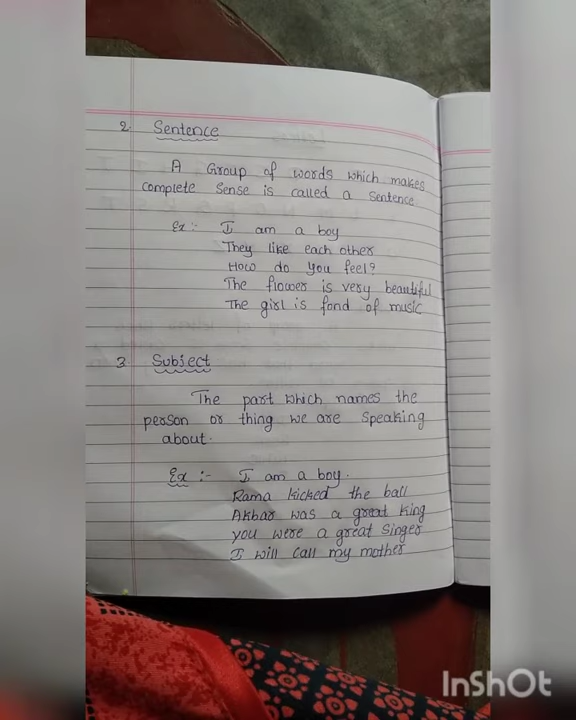 2. Sentence
A Group of words which makes
complete sense is called a sentence.
Ex :- I am a boy
They like each other
How do you feel?
The flower is very beautiful
The girl is fond of music
3. Subject
The part which names the
person or thing we are speaking
about.
Ex :- I am a boy.
Rama kicked the ball
Akbar was a great king
you were a great singer
I will call my mother
InShOt